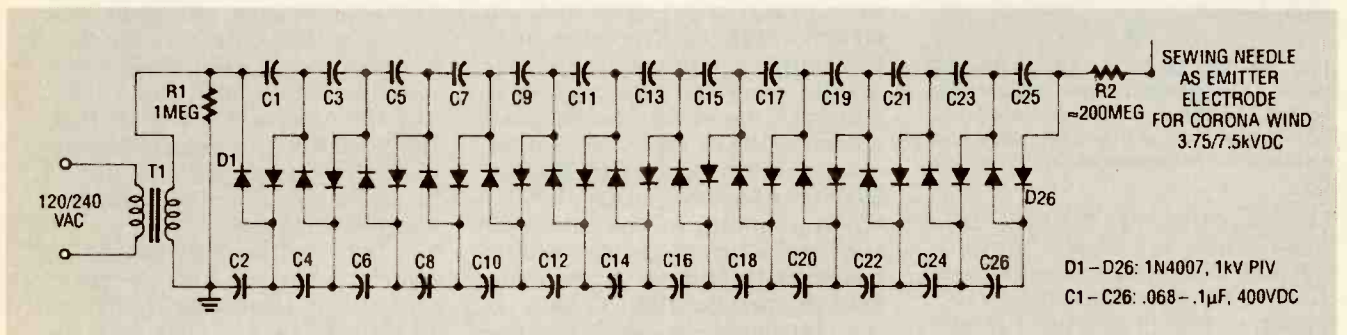 C1 C3 C5 C7 C9 C11 C13 C15 C17 C19 C21 C23 C25
R1
1MEG
R2
≈200MEG
SEWING NEEDLE
AS EMITTER
ELECTRODE
FOR CORONA WIND
3.75/7.5kVDC
D1
T1
120/240
VAC
D26
C2 C4 C6 C8 C10 C12 C14 C16 C18 C20 C22 C24 C26
D1–D26: 1N4007, 1kV PIV
C1–C26: .068–.1µF, 400VDC